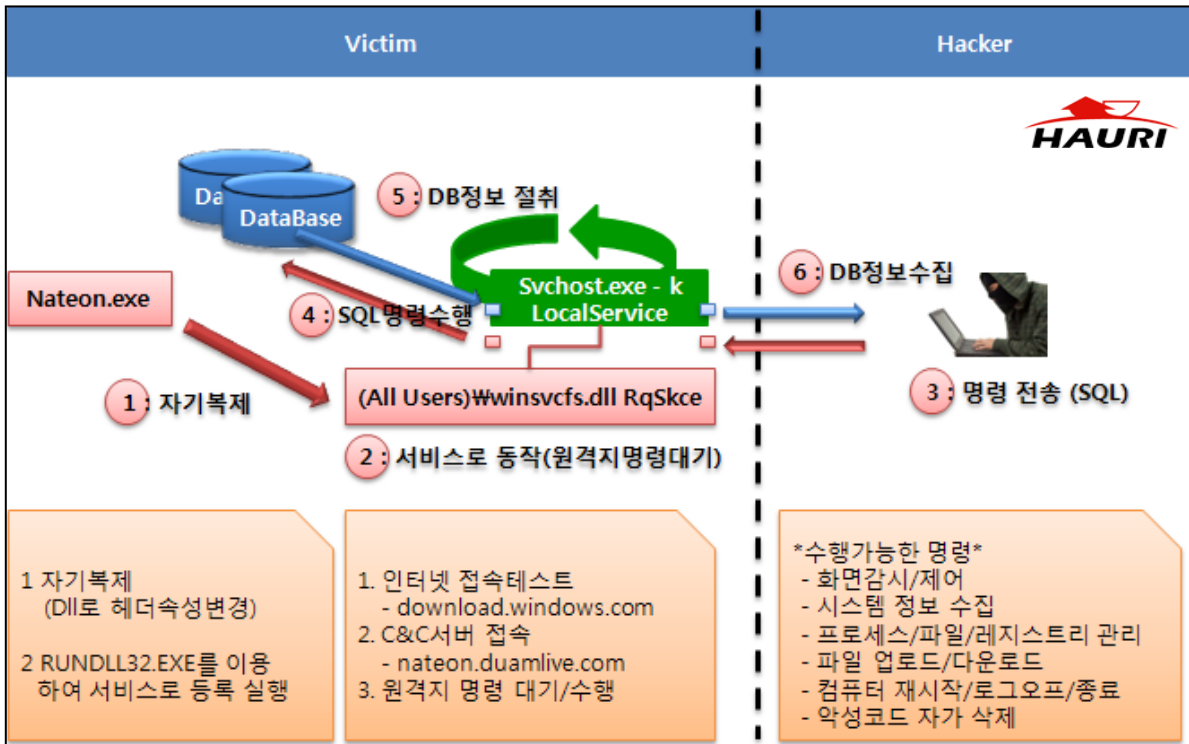 Victim
Hacker
HAURI
Da
DataBase
5 : DB정보 절취
6 : DB정보수집
Nateon.exe
Svchost.exe - k
LocalService
4 : SQL명령수행
1 : 자기복제
(All Users)₩winsvcfs.dll RqSkce
3 : 명령 전송 (SQL)
2 : 서비스로 동작(원격지명령대기)
1 자기복제
(Dll로 헤더속성변경)
2 RUNDLL32.EXE를 이용
하여 서비스로 등록 실행
1. 인터넷 접속테스트
- download.windows.com
2. C&C서버 접속
- nateon.duamlive.com
3. 원격지 명령 대기/수행
*수행가능한 명령*
- 화면감시/제어
- 시스템 정보 수집
- 프로세스/파일/레지스트리 관리
- 파일 업로드/다운로드
- 컴퓨터 재시작/로그오프/종료
- 악성코드 자가 삭제